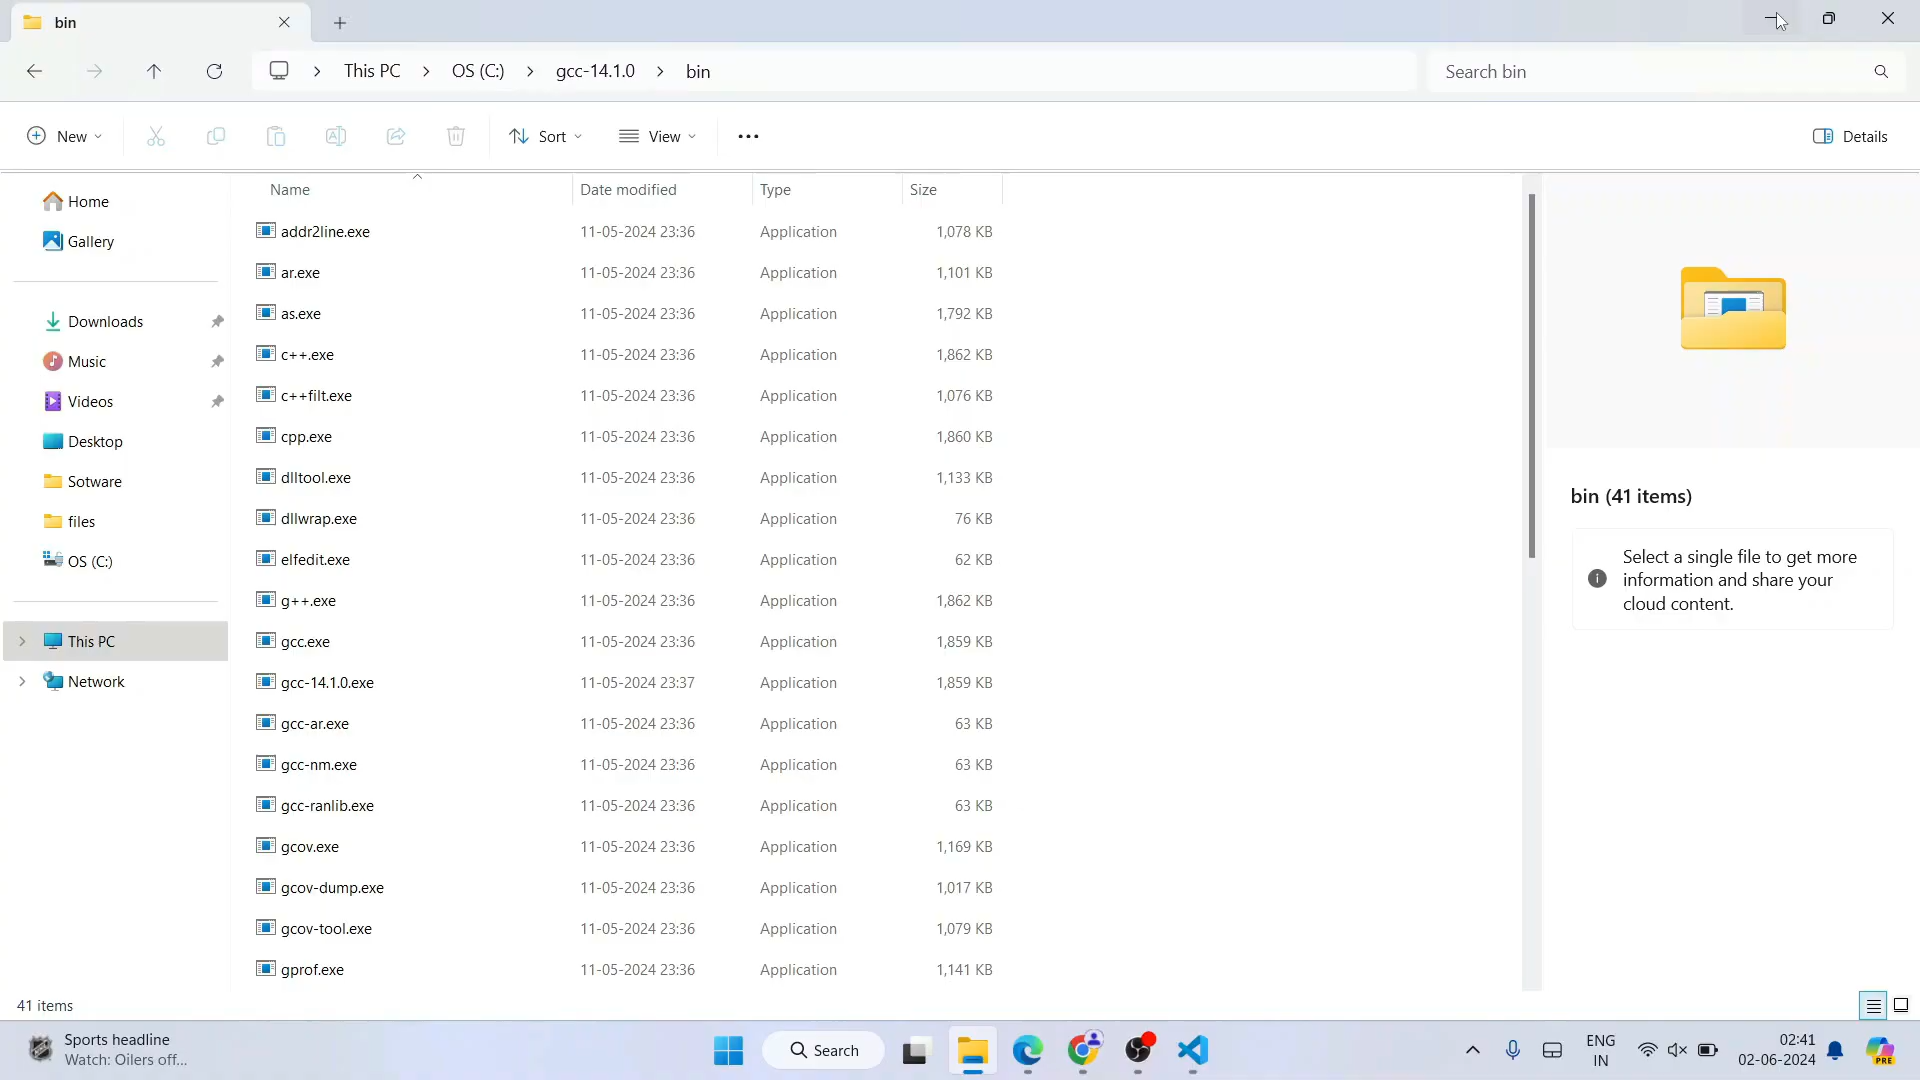 bin
This PC > OS (C:) > gcc-14.1.0 > bin
Search bin
New
Sort
View
Details
Name Date modified Type Size
Home
Gallery
Downloads
Music
Videos
Desktop
Sotware
files
OS (C:)
This PC
Network
addr2line.exe 11-05-2024 23:36 Application 1,078 KB
ar.exe 11-05-2024 23:36 Application 1,101 KB
as.exe 11-05-2024 23:36 Application 1,792 KB
c++.exe 11-05-2024 23:36 Application 1,862 KB
c++filt.exe 11-05-2024 23:36 Application 1,076 KB
cpp.exe 11-05-2024 23:36 Application 1,860 KB
dlltool.exe 11-05-2024 23:36 Application 1,133 KB
dllwrap.exe 11-05-2024 23:36 Application 76 KB
elfedit.exe 11-05-2024 23:36 Application 62 KB
g++.exe 11-05-2024 23:36 Application 1,862 KB
gcc.exe 11-05-2024 23:36 Application 1,859 KB
gcc-14.1.0.exe 11-05-2024 23:37 Application 1,859 KB
gcc-ar.exe 11-05-2024 23:36 Application 63 KB
gcc-nm.exe 11-05-2024 23:36 Application 63 KB
gcc-ranlib.exe 11-05-2024 23:36 Application 63 KB
gcov.exe 11-05-2024 23:36 Application 1,169 KB
gcov-dump.exe 11-05-2024 23:36 Application 1,017 KB
gcov-tool.exe 11-05-2024 23:36 Application 1,079 KB
gprof.exe 11-05-2024 23:36 Application 1,141 KB
bin (41 items)
Select a single file to get more
information and share your
cloud content.
41 items
Sports headline
Watch: Oilers off...
Search
ENG
IN
02:41
02-06-2024
PRE